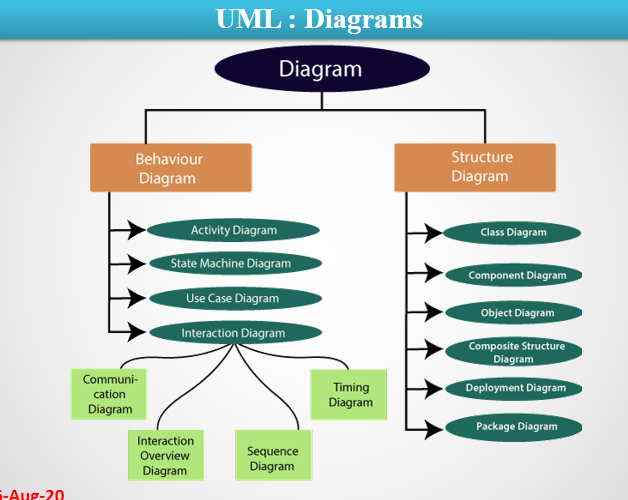 UML : Diagrams
Diagram
Behaviour
Diagram
Structure
Diagram
Activity Diagram
State Machine Diagram
Use Case Diagram
Interaction Diagram
Class Diagram
Component Diagram
Object Diagram
Composite Structure
Diagram
Deployment Diagram
Package Diagram
Communi-
cation
Diagram
Timing
Diagram
Interaction
Overview
Diagram
Sequence
Diagram
-Aug-20